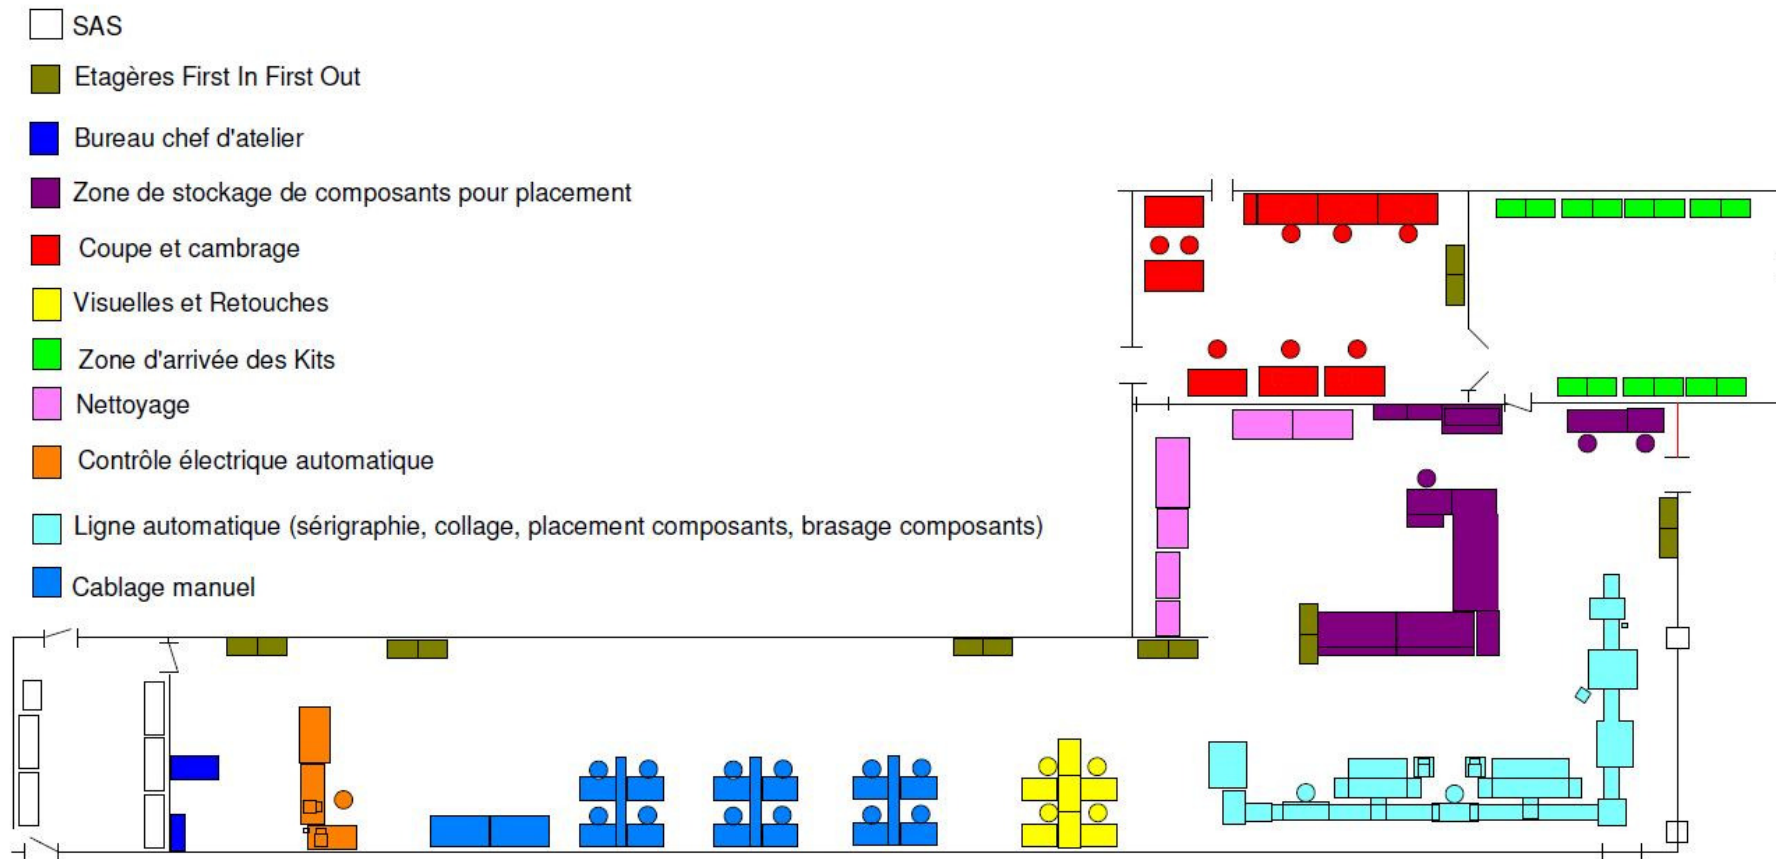 SAS
Etagères First In First Out
Bureau chef d'atelier
Zone de stockage de composants pour placement
Coupe et cambrage
Visuelles et Retouches
Zone d'arrivée des Kits
Nettoyage
Contrôle électrique automatique
Ligne automatique (sérigraphie, collage, placement composants, brasage composants)
Cablage manuel